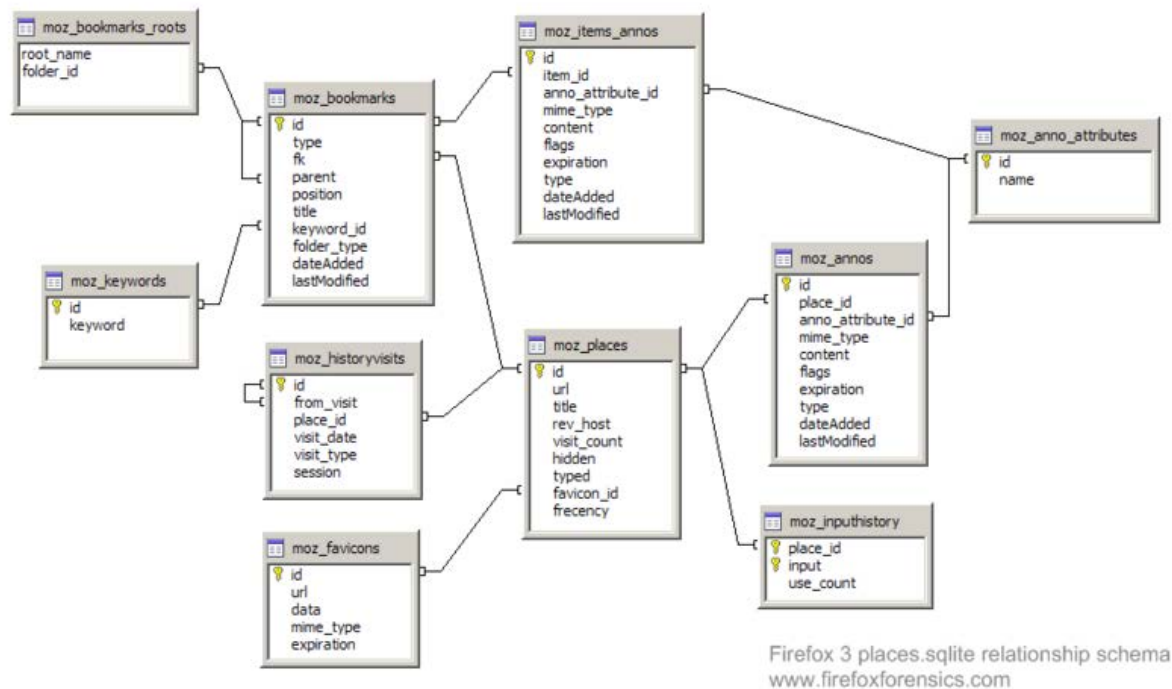 moz_bookmarks_roots
root_name
folder_id
moz_bookmarks
id
type
fk
parent
position
title
keyword_id
folder_type
dateAdded
lastModified
moz_keywords
id
keyword
moz_historyvisits
id
from_visit
place_id
visit_date
visit_type
session
moz_favicons
id
url
data
mime_type
expiration
moz_items_annos
id
item_id
anno_attribute_id
mime_type
content
flags
expiration
type
dateAdded
lastModified
moz_places
id
url
title
rev_host
visit_count
hidden
typed
favicon_id
frecency
moz_anno_attributes
id
name
moz_annos
id
place_id
anno_attribute_id
mime_type
content
flags
expiration
type
dateAdded
lastModified
moz_inputhistory
place_id
input
use_count
Firefox 3 places.sqlite relationship schema
www.firefoxforensics.com